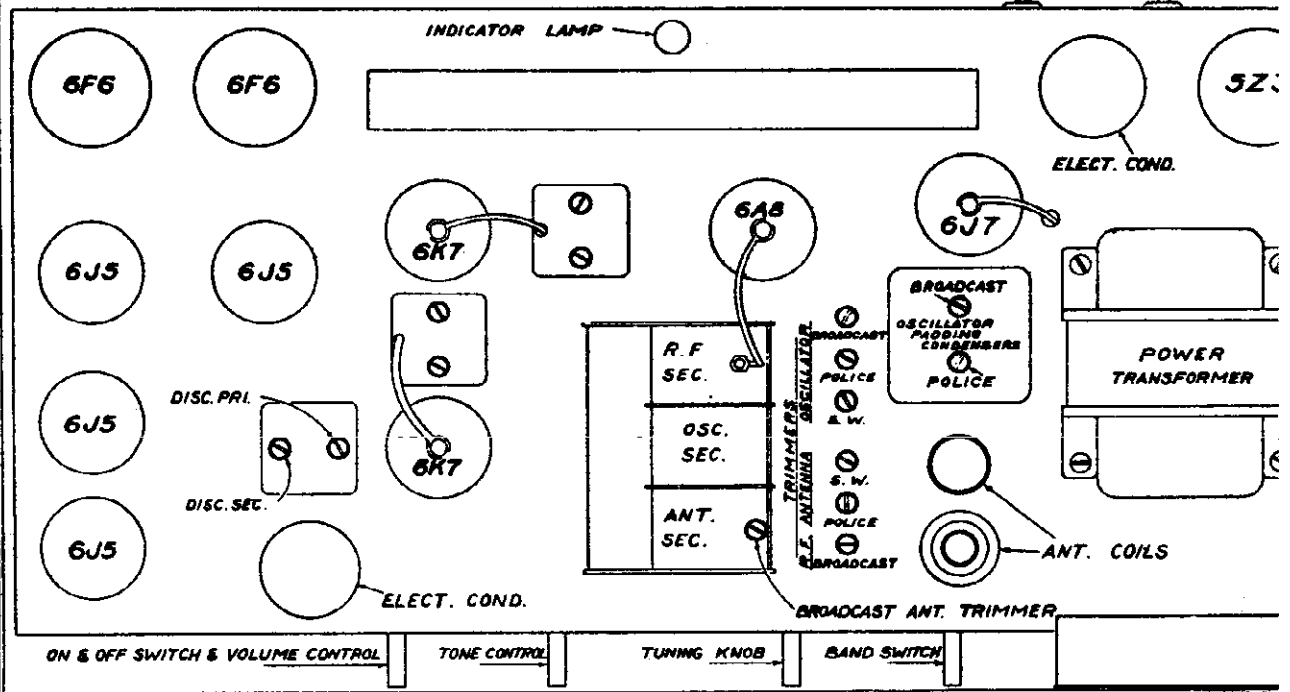 INDICATOR LAMP
6F6
6F6
ELECT. COND.
6K7
6A8
6J7
6J5
6J5
BROADCAST
OSCILLATOR
PADDING
CONDENSERS
POLICE
POWER
TRANSFORMER
R.F
SEC.
OSC.
SEC.
ANT.
SEC.
TRIMMERS
OSCILLATOR
BROADCAST
POLICE
S.W.
R.F. ANTENNA
S.W.
POLICE
BROADCAST
DISC. PRI.
6J5
6K7
DISC. SEC.
6J5
ELECT. COND.
ANT. COILS
BROADCAST ANT. TRIMMER
ON & OFF SWITCH & VOLUME CONTROL
TONE CONTROL
TUNING KNOB
BAND SWITCH